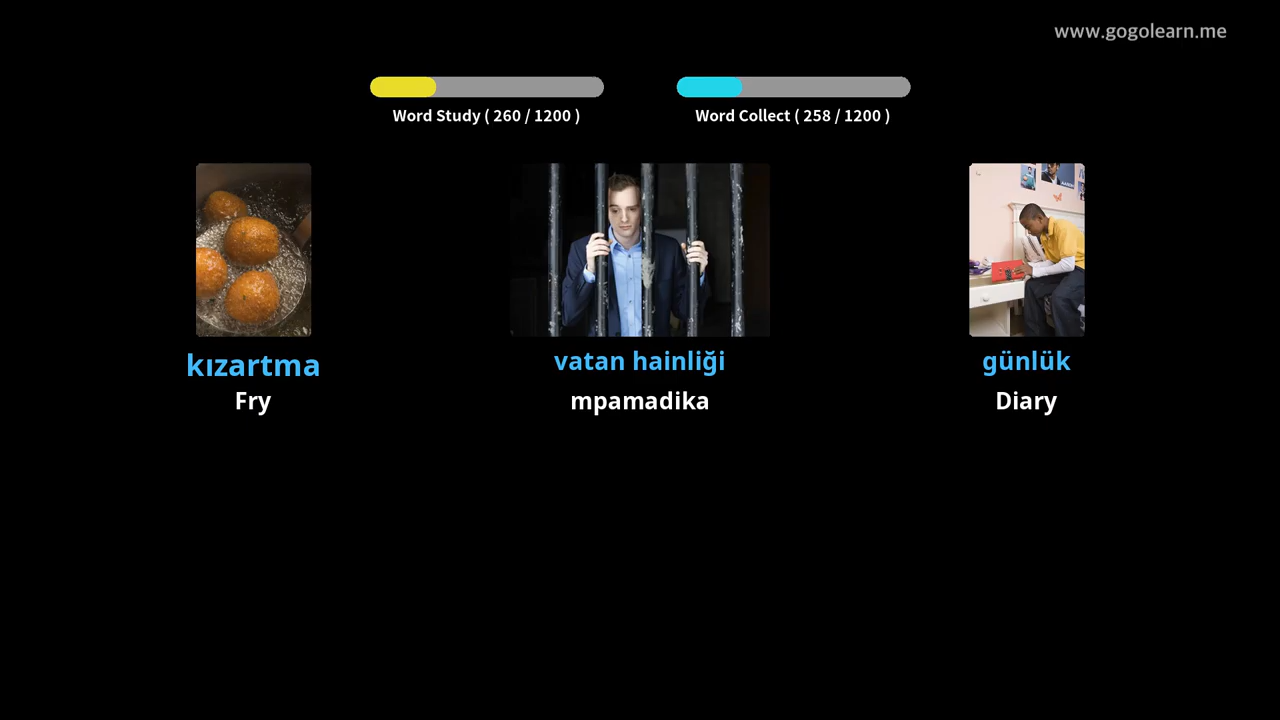 www.gogolearn.me
Word Study ( 260 / 1200 )
Word Collect ( 258 / 1200 )
kızartma
Fry
vatan hainliği
mpamadika
günlük
Diary